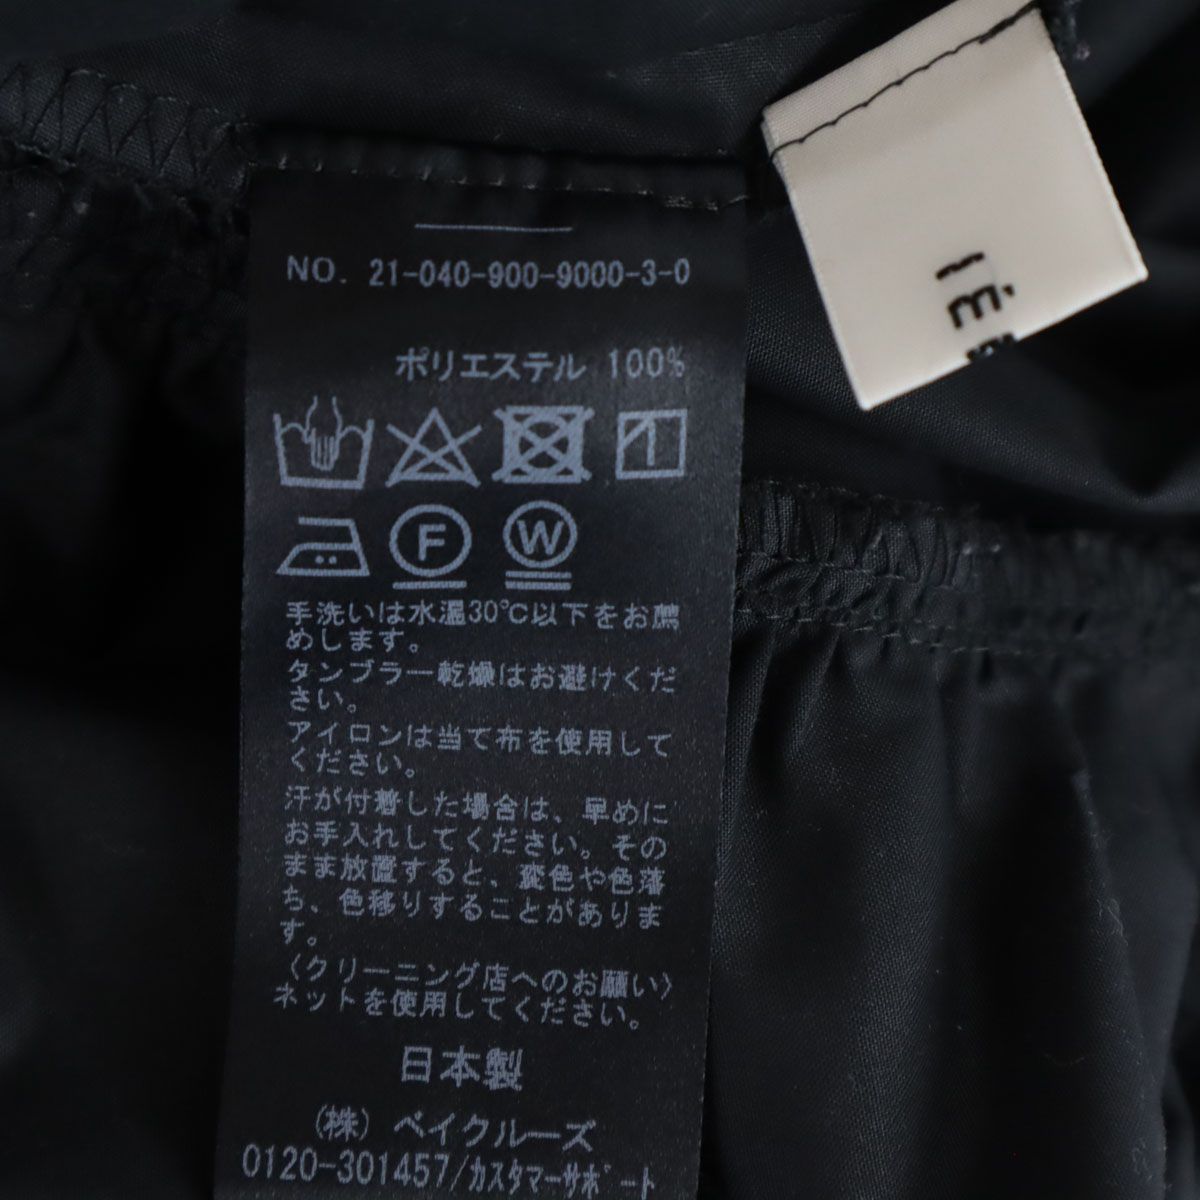 NO. 21-040-900-9000-3-0
ポリエステル 100%
F
W
手洗いは水温30℃以下をお薦
めします。
タンブラー乾燥はお避けくだ
さい。
アイロンは当て布を使用して
ください。
汗が付着した場合は、早めに
お手入れしてください。その
まま放置すると、変色や色落
ち、色移りすることがありま
す。
〈クリーニング店へのお願い〉
ネットを使用してください。
日本製
(株) ベイクルーズ
0120-301457/カスタマーサポート